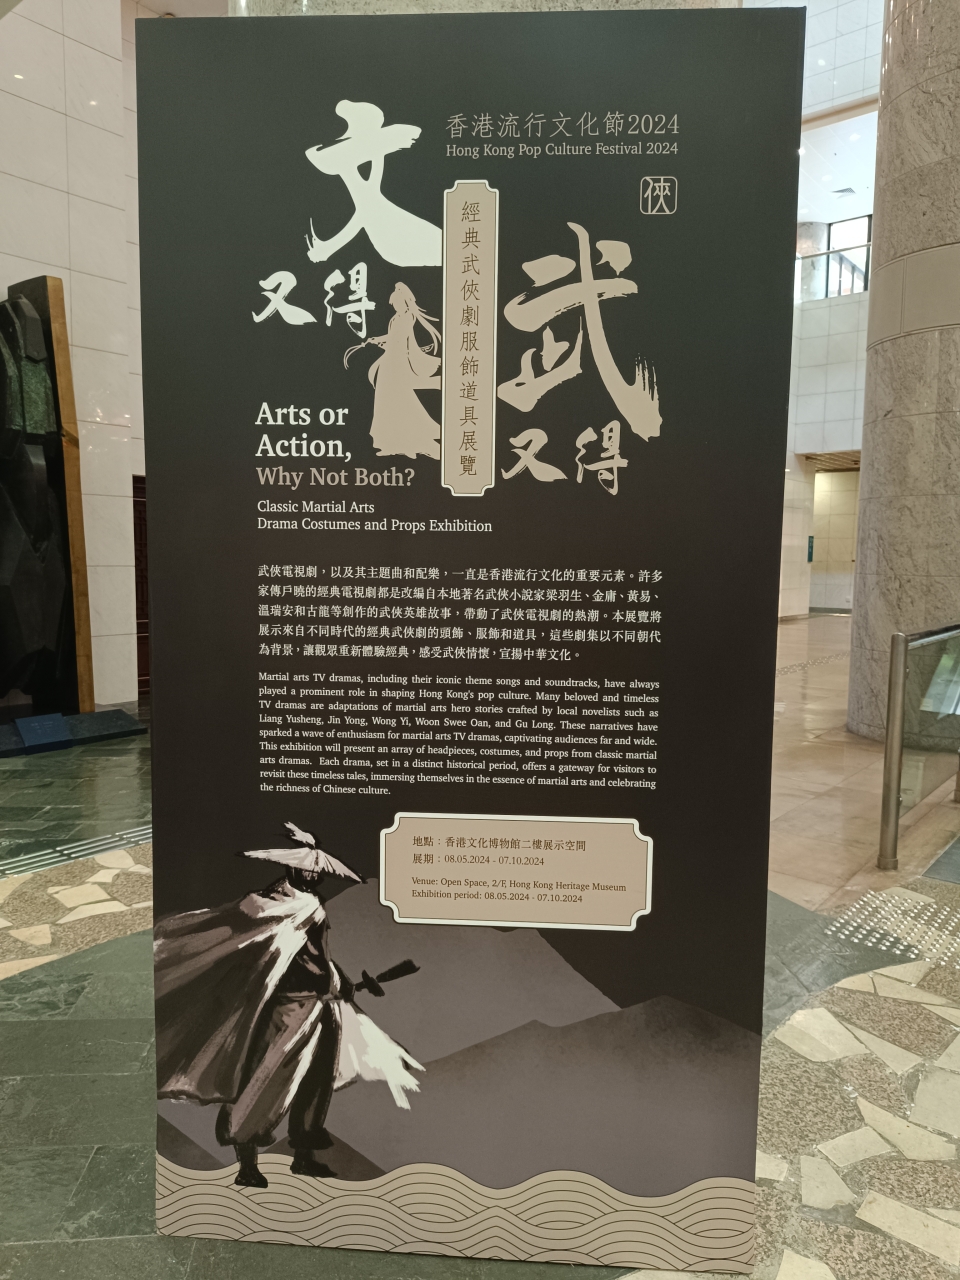 香港流行文化節2024
Hong Kong Pop Culture Festival 2024
俠
文
又得
武
又得
經典武俠劇服飾道具展覽
Arts or
Action,
Why Not Both?
Classic Martial Arts
Drama Costumes and Props Exhibition
武俠電視劇，以及其主題曲和配樂，一直是香港流行文化的重要元素。許多
家傳戶曉的經典電視劇都是改編自本地著名武俠小說家梁羽生、金庸、黃易、
溫瑞安和古龍等創作的武俠英雄故事，帶動了武俠電視劇的熱潮。本展覽將
展示來自不同時代的經典武俠劇的頭飾、服飾和道具，這些劇集以不同朝代
為背景，讓觀眾重新體驗經典，感受武俠情懷，宣揚中華文化。
Martial arts TV dramas, including their iconic theme songs and soundtracks, have always
played a prominent role in shaping Hong Kong's pop culture. Many beloved and timeless
TV dramas are adaptations of martial arts hero stories crafted by local novelists such as
Liang Yusheng, Jin Yong, Wong Yi, Woon Swee Oan, and Gu Long. These narratives have
sparked a wave of enthusiasm for martial arts TV dramas, captivating audiences far and wide.
This exhibition will present an array of headpieces, costumes, and props from classic martial
arts dramas. Each drama, set in a distinct historical period, offers a gateway for visitors to
revisit these timeless tales, immersing themselves in the essence of martial arts and celebrating
the richness of Chinese culture.
地點：香港文化博物館二樓展示空間
展期：08.05.2024 - 07.10.2024
Venue: Open Space, 2/F, Hong Kong Heritage Museum
Exhibition period: 08.05.2024 - 07.10.2024